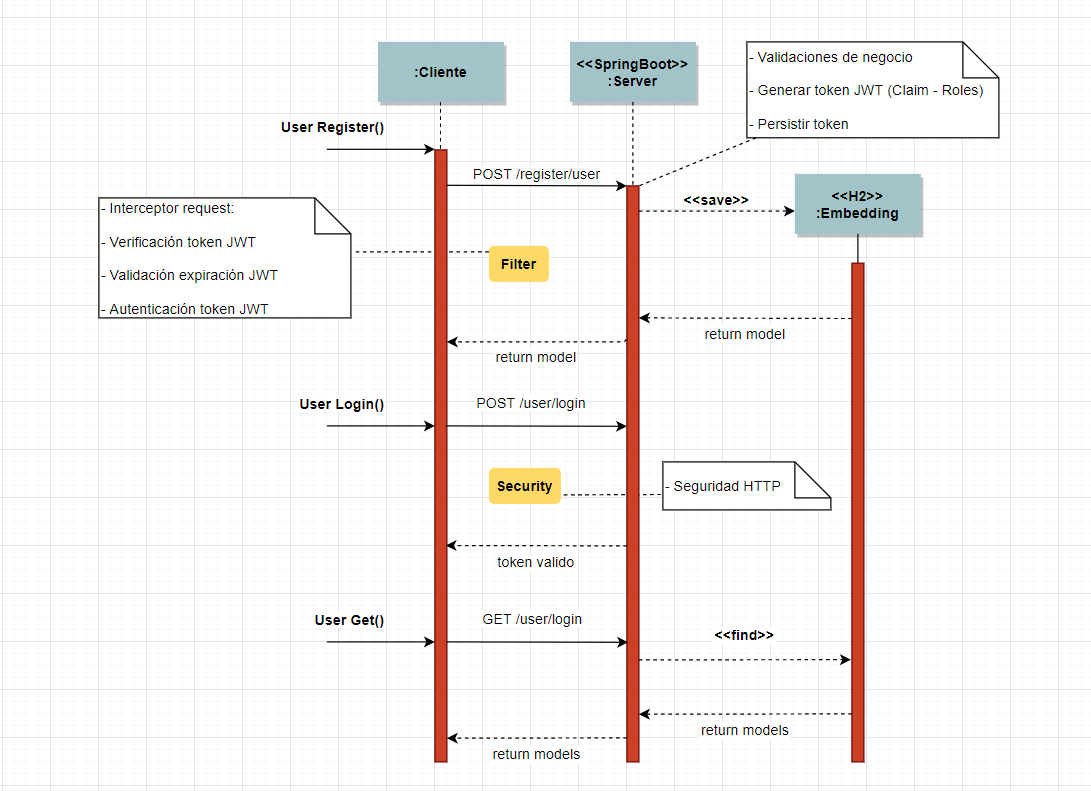 :Cliente
<<SpringBoot>>
:Server
- Validaciones de negocio
- Generar token JWT (Claim - Roles)
- Persistir token
User Register()
POST /register/user
<<save>>
<<H2>>
:Embedding
- Interceptor request:
- Verificación token JWT
- Validación expiración JWT
- Autenticación token JWT
Filter
return model
return model
User Login()
POST /user/login
Security
- Seguridad HTTP
token valido
User Get()
GET /user/login
<<find>>
return models
return models